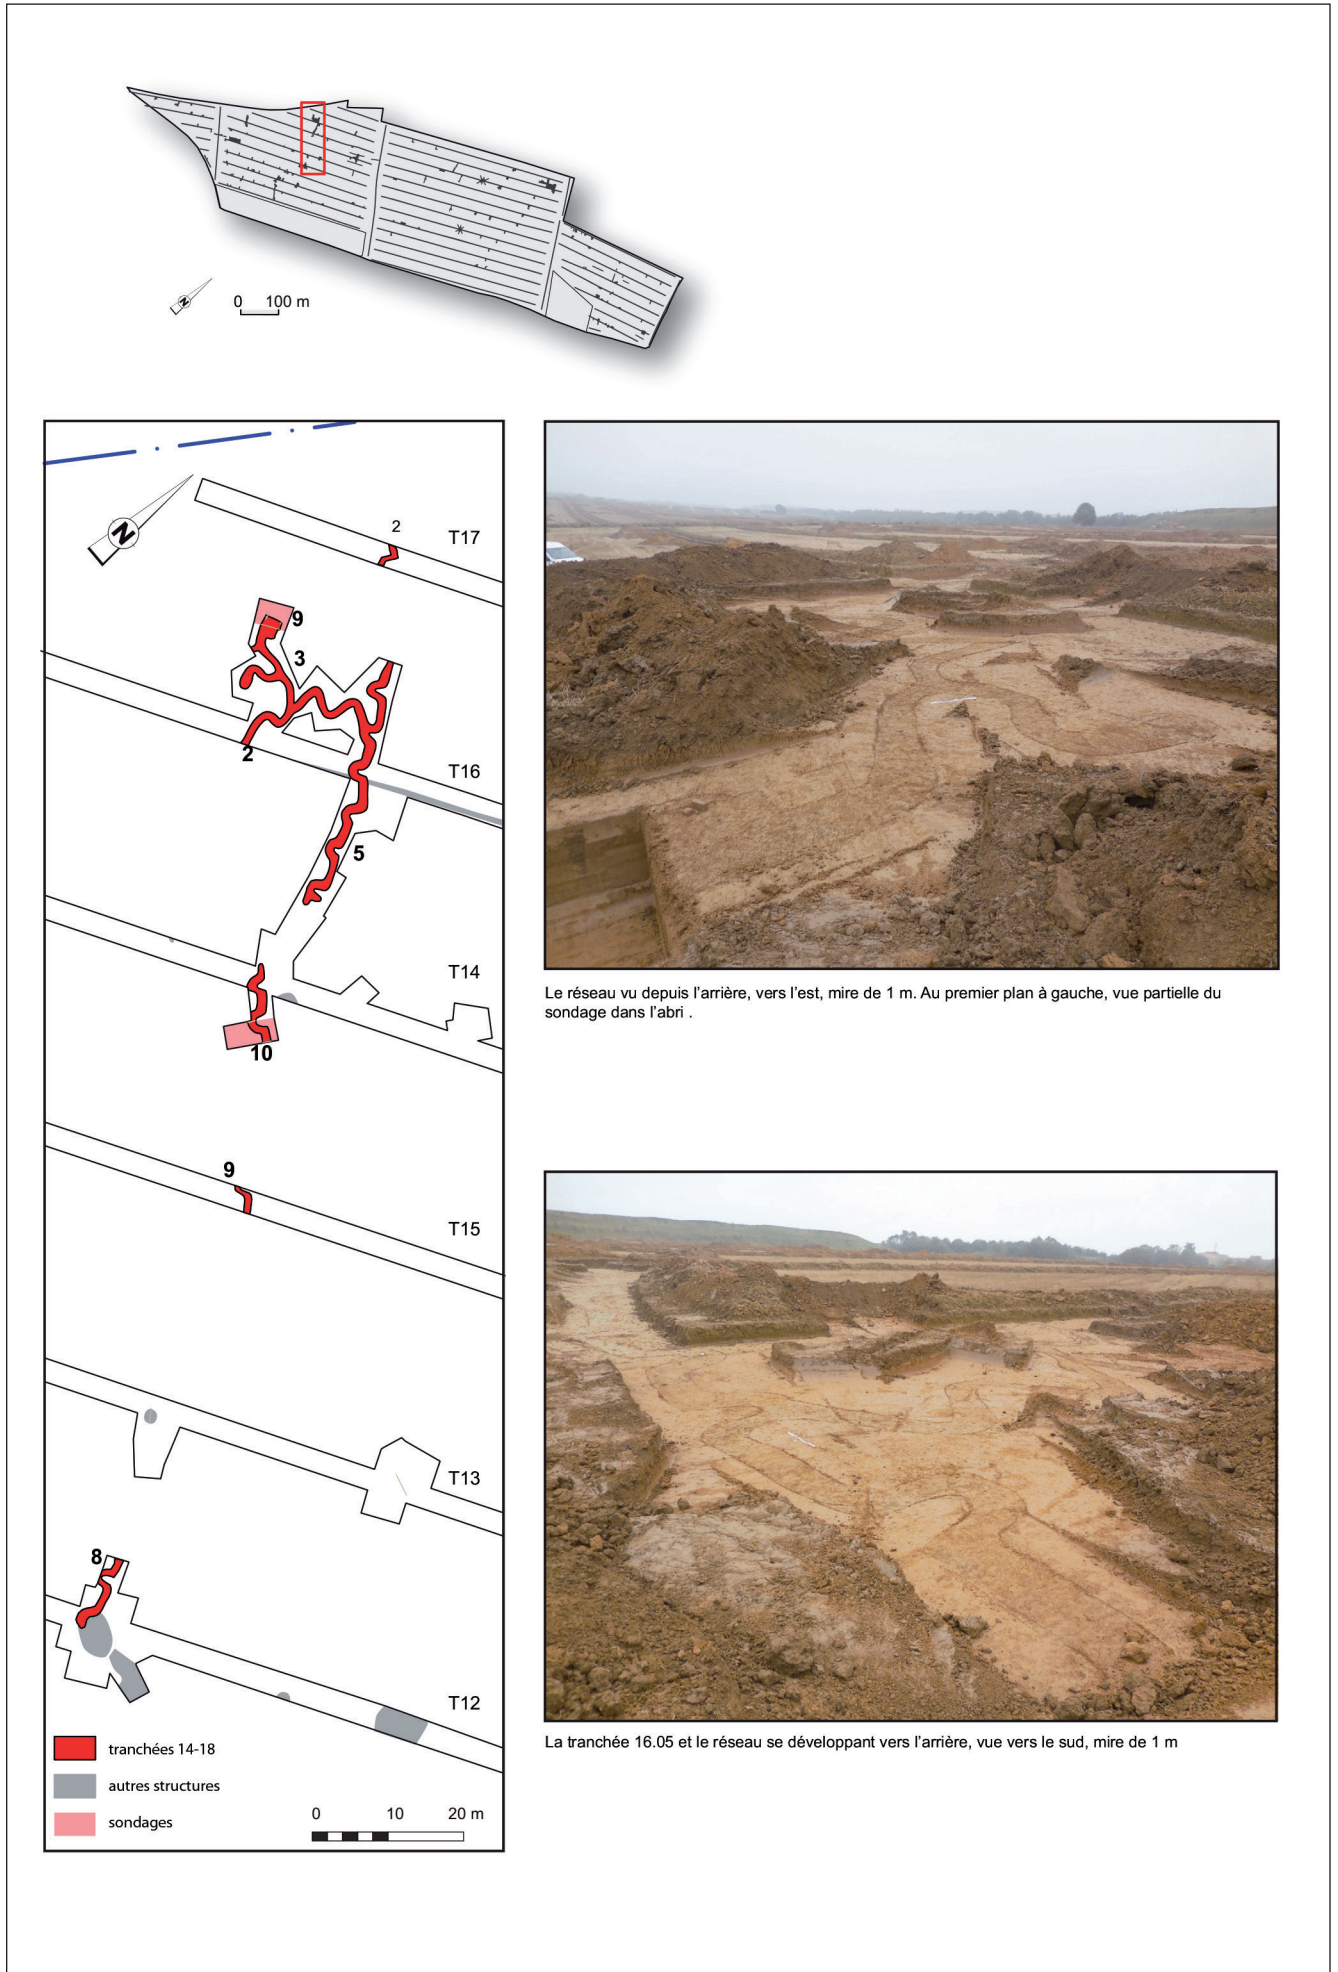 N
0 100 m
N
2
T17
9
3
2
T16
5
T14
10
9
T15
T13
8
T12
tranchées 14-18
autres structures
sondages
0 10 20 m
Le réseau vu depuis l'arrière, vers l'est, mire de 1 m. Au premier plan à gauche, vue partielle du
sondage dans l'abri .
La tranchée 16.05 et le réseau se développant vers l'arrière, vue vers le sud, mire de 1 m